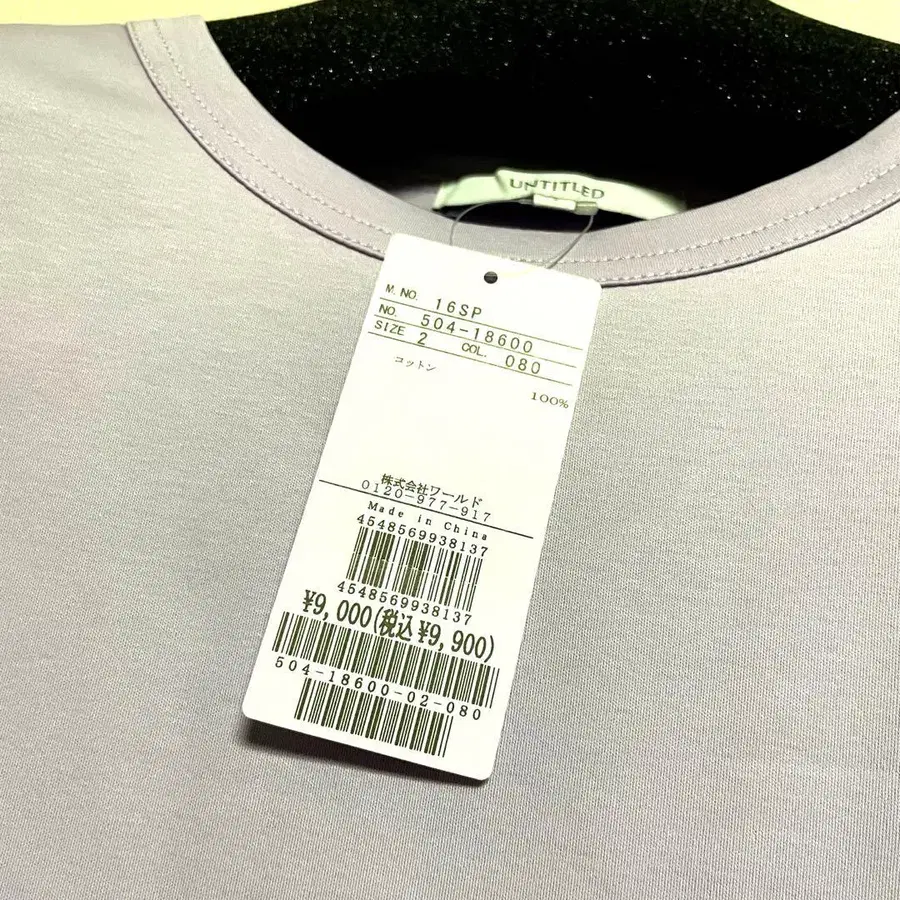 UNTITLED
M. NO. 16SP
NO. 504-18600
SIZE 2 COL. 080
コットン
100%
株式会社ワールド
0120-977-917
Made in China
4548569938137
4548569938137
¥9,000(税込¥9,900)
504-18600-02-080